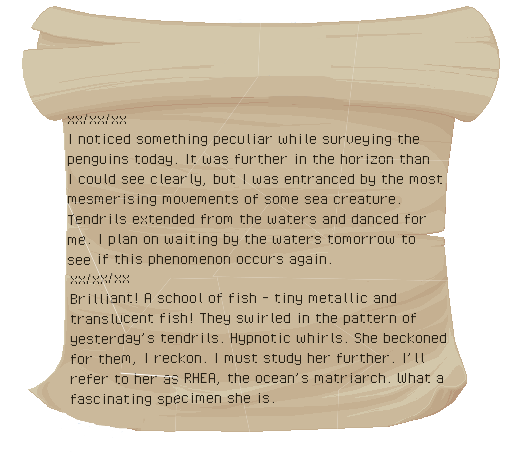 XX/XX/XX
I noticed something peculiar while surveying the
penguins today. It was further in the horizon than
I could see clearly, but I was entranced by the most
mesmerising movements of some sea creature.
Tendrils extended from the waters and danced for
me. I plan on waiting by the waters tomorrow to
see if this phenomenon occurs again.
XX/XX/XX
Brilliant! A school of fish - tiny metallic and
translucent fish! They swirled in the pattern of
yesterday's tendrils. Hypnotic whirls. She beckoned
for them, I reckon. I must study her further. I'll
refer to her as RHEA, the ocean's matriarch. What a
fascinating specimen she is.